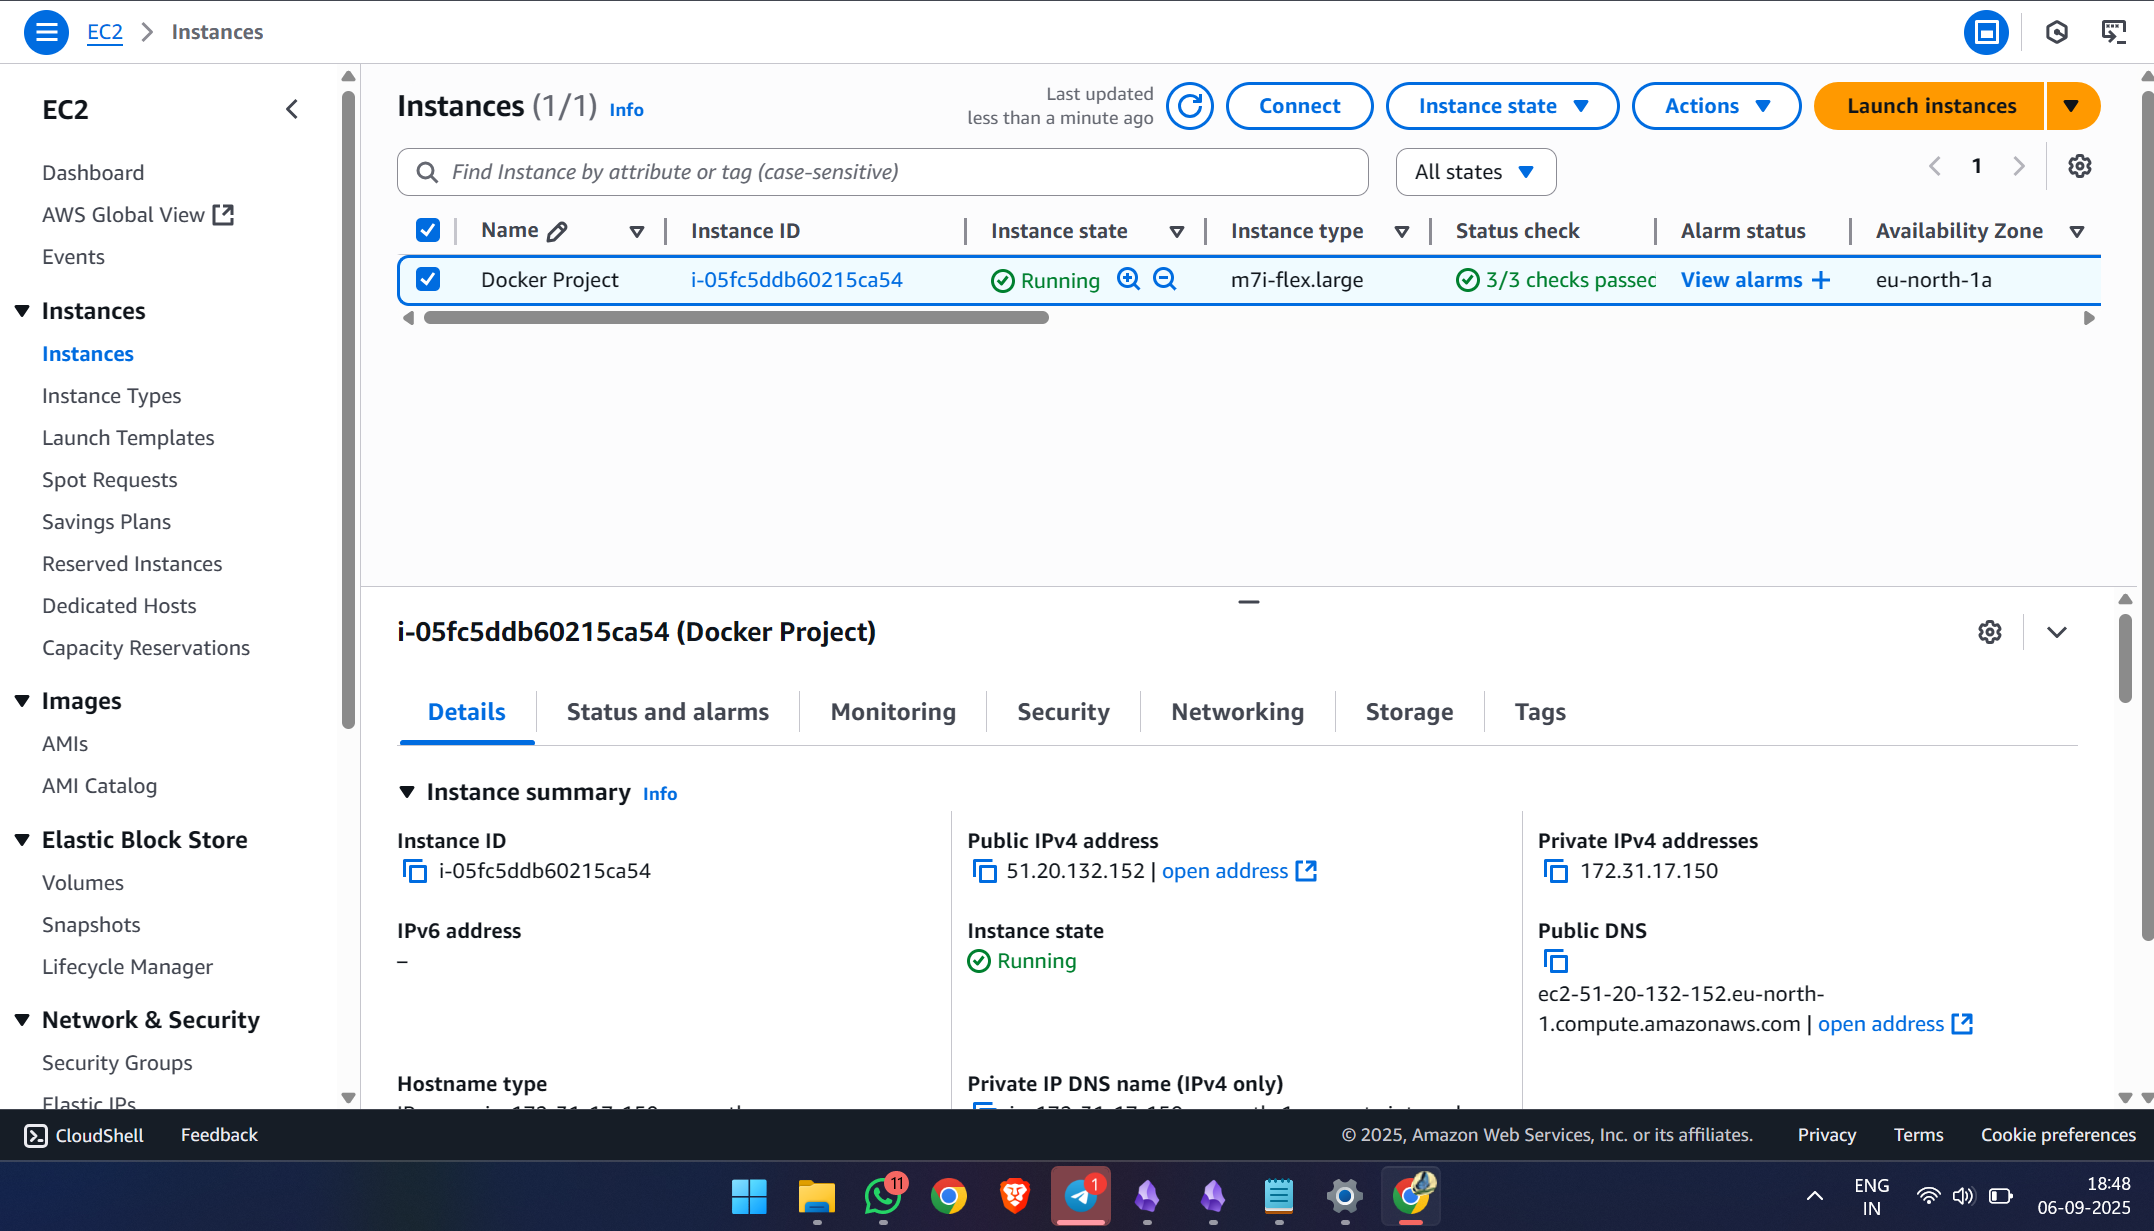 EC2 Instances
EC2
Dashboard
AWS Global View
Events
Instances
Instances
Instance Types
Launch Templates
Spot Requests
Savings Plans
Reserved Instances
Dedicated Hosts
Capacity Reservations
Images
AMIs
AMI Catalog
Elastic Block Store
Volumes
Snapshots
Lifecycle Manager
Network & Security
Security Groups
Elastic IPs
Instances (1/1) Info
Last updated
less than a minute ago
Connect
Instance state
Actions
Launch instances
Find Instance by attribute or tag (case-sensitive)
All states
1
Name Instance ID Instance state Instance type Status check Alarm status Availability Zone
Docker Project i-05fc5ddb60215ca54 Running m7i-flex.large 3/3 checks passed View alarms eu-north-1a
i-05fc5ddb60215ca54 (Docker Project)
Details Status and alarms Monitoring Security Networking Storage Tags
Instance summary Info
Instance ID
i-05fc5ddb60215ca54
Public IPv4 address
51.20.132.152 | open address
Private IPv4 addresses
172.31.17.150
IPv6 address
–
Instance state
Running
Public DNS
ec2-51-20-132-152.eu-north-
1.compute.amazonaws.com | open address
Hostname type
Private IP DNS name (IPv4 only)
CloudShell Feedback
© 2025, Amazon Web Services, Inc. or its affiliates. Privacy Terms Cookie preferences
11
1
ENG
IN
18:48
06-09-2025